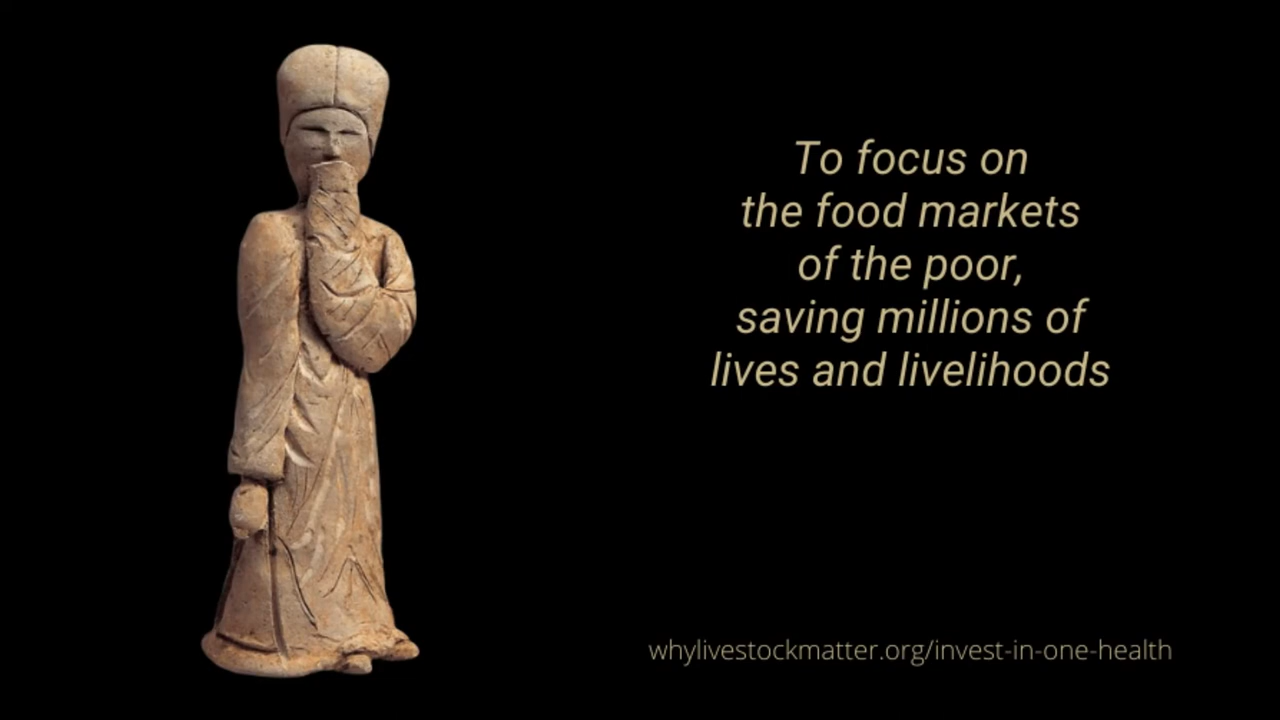 To focus on
the food markets
of the poor,
saving millions of
lives and livelihoods
whylivestockmatter.org/invest-in-one-health